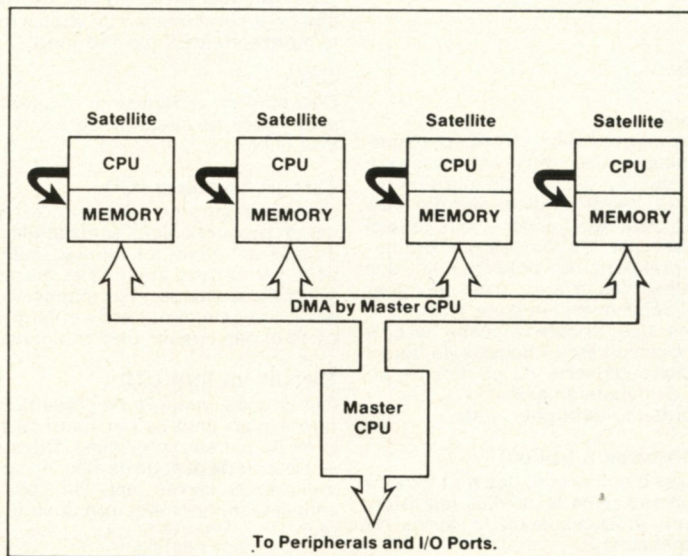 Satellite Satellite Satellite Satellite
CPU CPU CPU CPU
MEMORY MEMORY MEMORY MEMORY
DMA by Master CPU
Master
CPU
To Peripherals and I/O Ports.